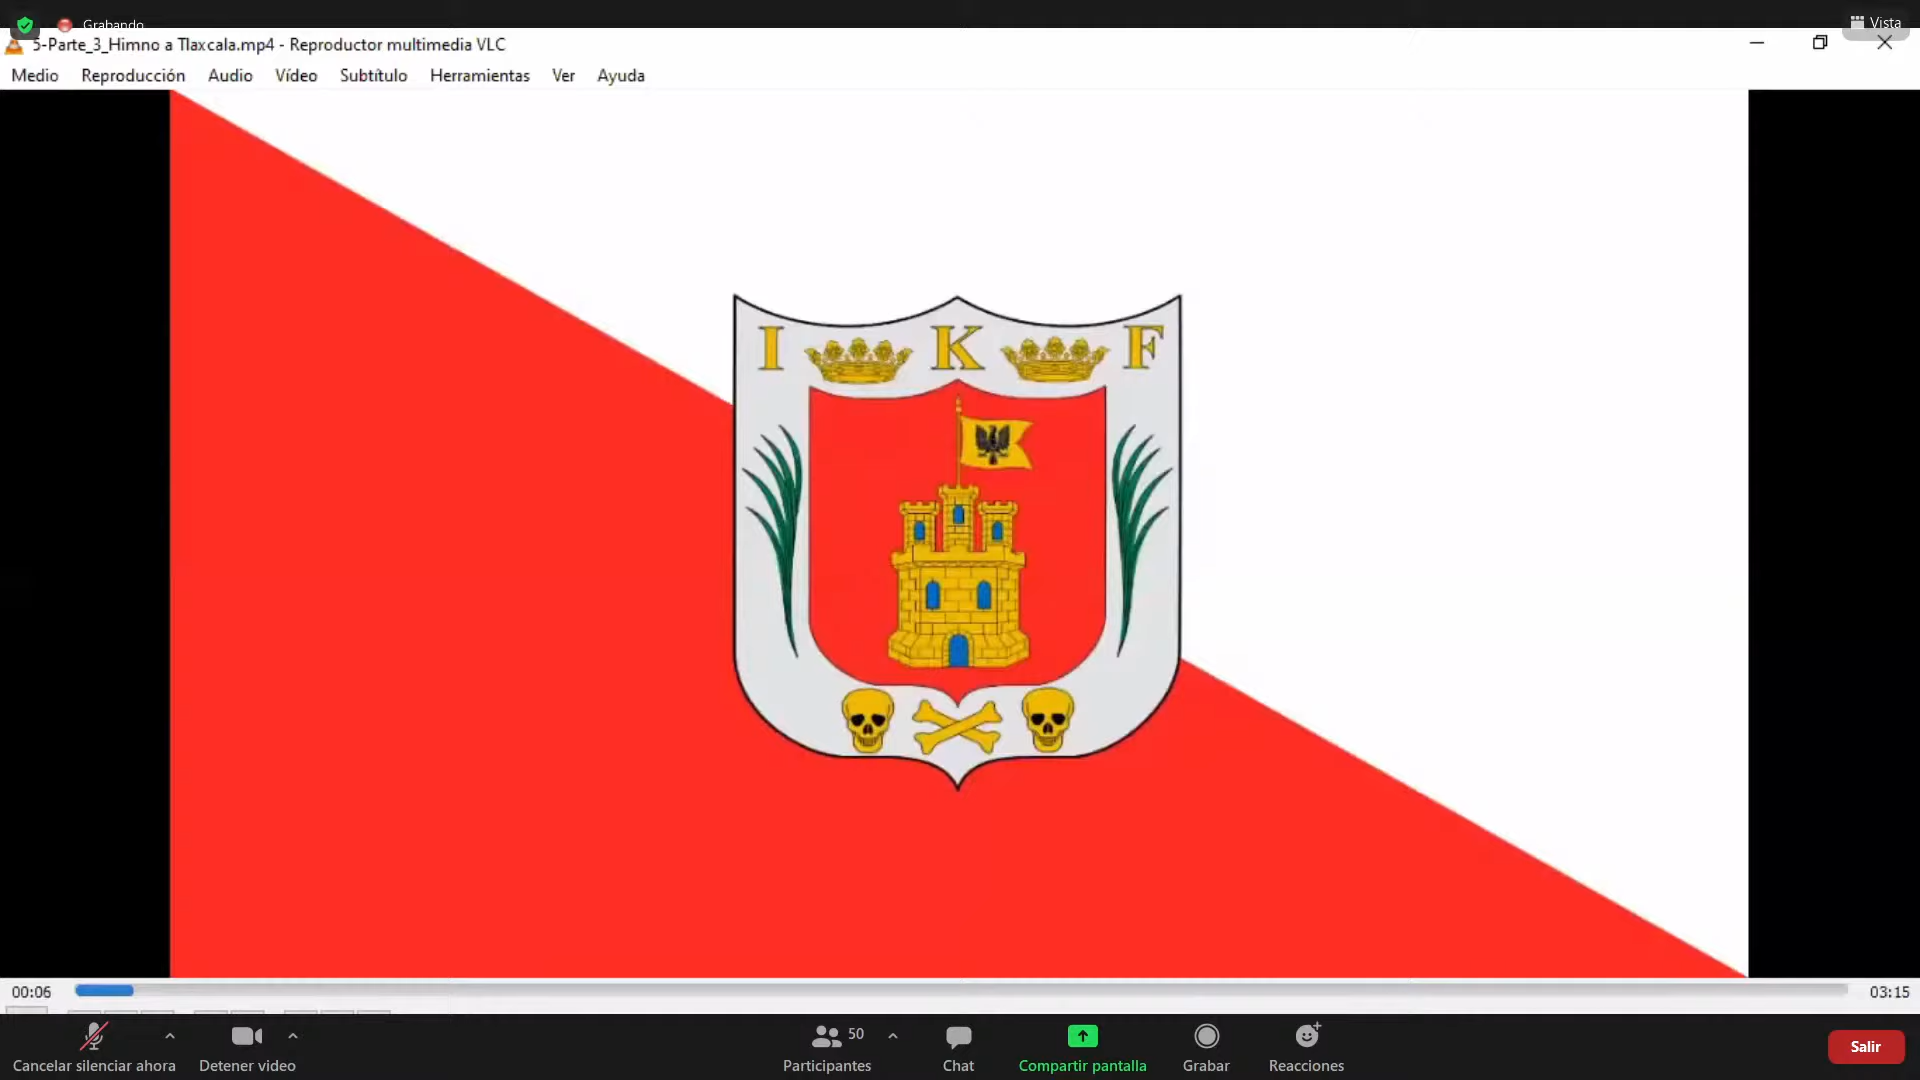 Grabando
Vista
5-Parte_3_Himno a Tlaxcala.mp4 - Reproductor multimedia VLC
Medio Reproducción Audio Vídeo Subtítulo Herramientas Ver Ayuda
I K F
00:06 03:15
50
Cancelar silenciar ahora Detener video Participantes Chat Compartir pantalla Grabar Reacciones Salir